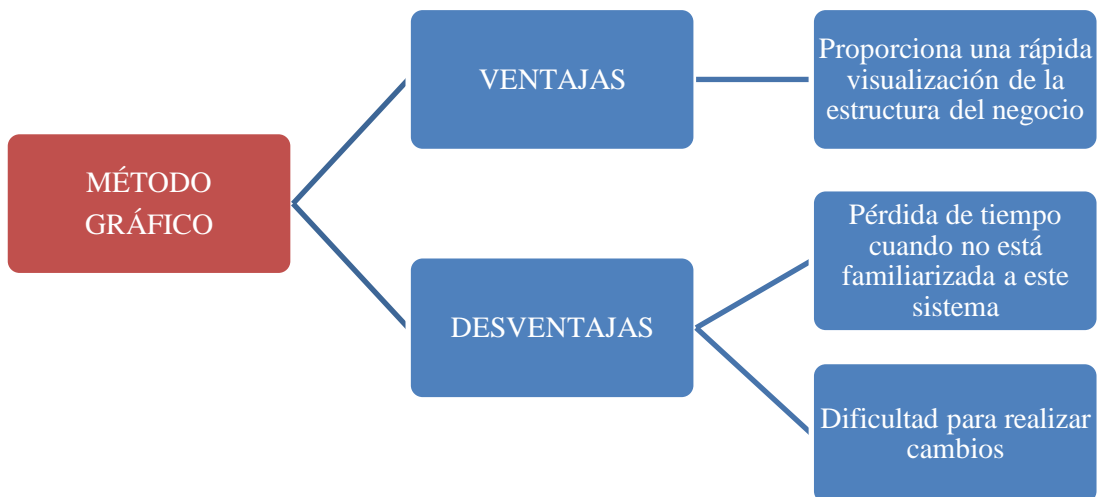 MÉTODO
GRÁFICO
VENTAJAS
Proporciona una rápida
visualización de la
estructura del negocio
DESVENTAJAS
Pérdida de tiempo
cuando no está
familiarizada a este
sistema
Dificultad para realizar
cambios